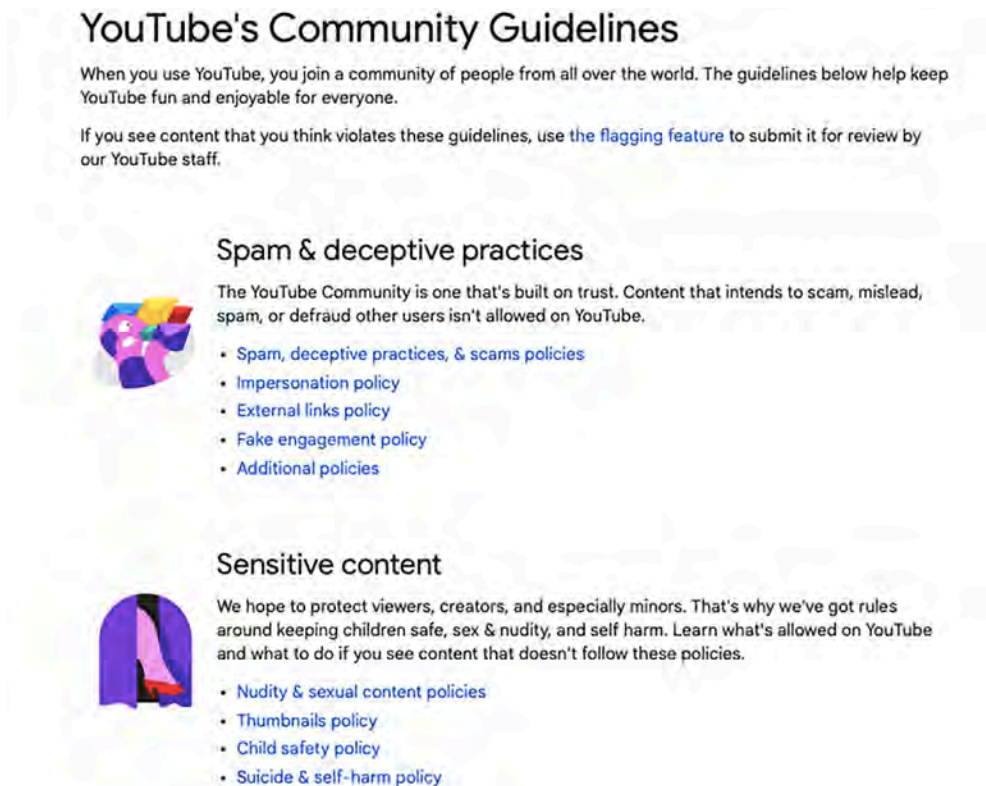 YouTube's Community Guidelines
When you use YouTube, you join a community of people from all over the world. The guidelines below help keep
YouTube fun and enjoyable for everyone.
If you see content that you think violates these guidelines, use the flagging feature to submit it for review by
our YouTube staff.
Spam & deceptive practices
The YouTube Community is one that's built on trust. Content that intends to scam, mislead,
spam, or defraud other users isn't allowed on YouTube.
• Spam, deceptive practices, & scams policies
• Impersonation policy
• External links policy
• Fake engagement policy
• Additional policies
Sensitive content
We hope to protect viewers, creators, and especially minors. That's why we've got rules
around keeping children safe, sex & nudity, and self harm. Learn what's allowed on YouTube
and what to do if you see content that doesn't follow these policies.
• Nudity & sexual content policies
• Thumbnails policy
• Child safety policy
• Suicide & self-harm policy